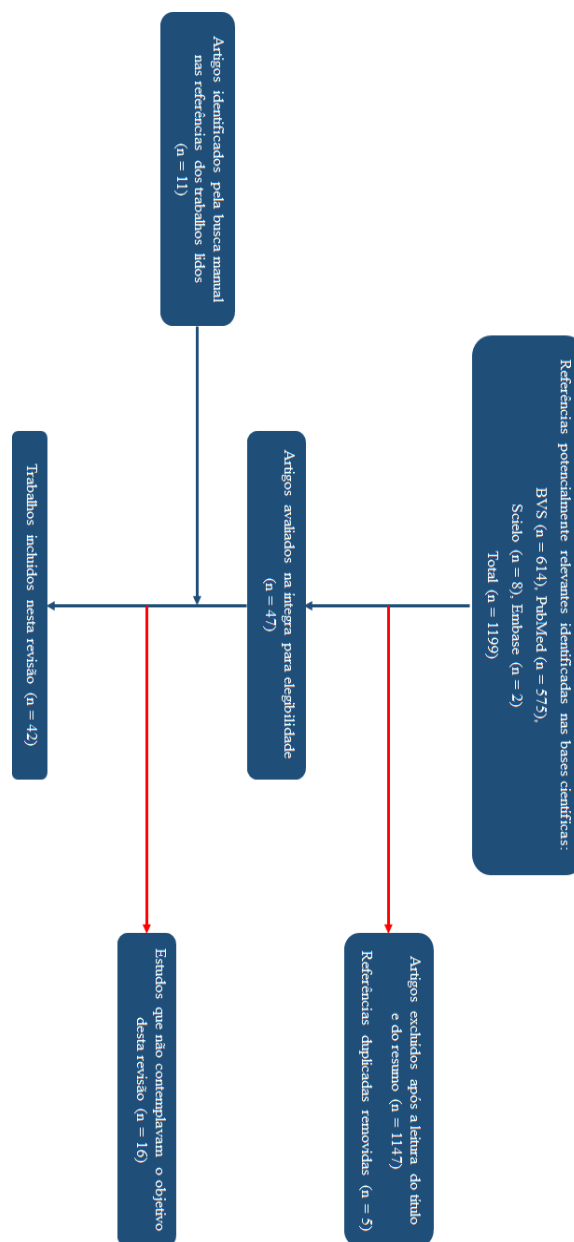 Referências potencialmente relevantes identificadas nas bases científicas:
BVS (n = 614), PubMed (n = 575),
Scielo (n = 8), Embase (n = 2)
Total (n = 1199)
Artigos excluídos após a leitura do título
e do resumo (n = 1147)
Referências duplicadas removidas (n = 5)
Artigos avaliados na íntegra para elegibilidade
(n = 47)
Artigos identificados pela busca manual
nas referências dos trabalhos lidos
(n = 11)
Estudos que não contemplavam o objetivo
desta revisão (n = 16)
Trabalhos incluídos nesta revisão (n = 42)